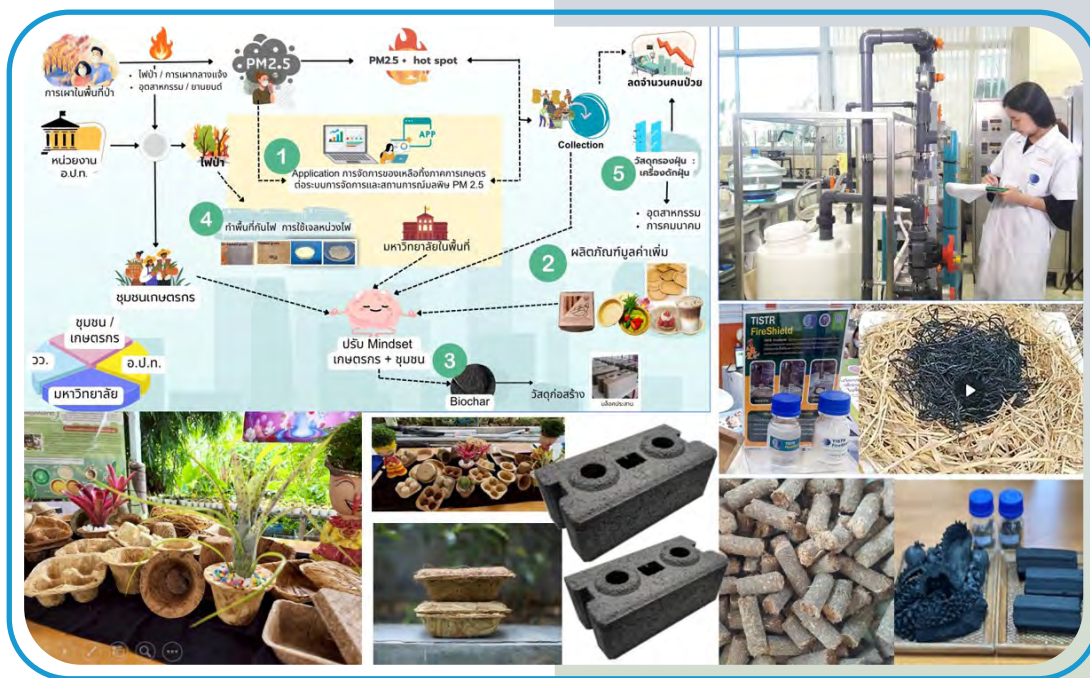 การเผาในพื้นที่ป่า
• ไฟป่า / การเผากลางแจ้ง
• อุตสาหกรรม / ยานยนต์
PM2.5
PM2.5 + hot spot
ลดจำนวนคนป่วย
หน่วยงาน
อ.ป.ท.
ไฟป่า
1
APP
Application การจัดการของเหลือทิ้งภาคการเกษตร
ต่อระบบการจัดการและสถานการณ์มลพิษ PM 2.5
Collection
5
วัสดุกรองฝุ่น :
เครื่องดักฝุ่น
• อุตสาหกรรม
• การคมนาคม
4
ทำพื้นที่กันไฟ การใช้เจลหน่วงไฟ
มหาวิทยาลัยในพื้นที่
2
ผลิตภัณฑ์มูลค่าเพิ่ม
ชุมชนเกษตรกร
ปรับ Mindset
เกษตรกร + ชุมชน
3
Biochar
วัสดุก่อสร้าง
บล็อคประสาน
ชุมชน /
เกษตรกร
วว.
อ.ป.ท.
มหาวิทยาลัย
TISTR
FireShield